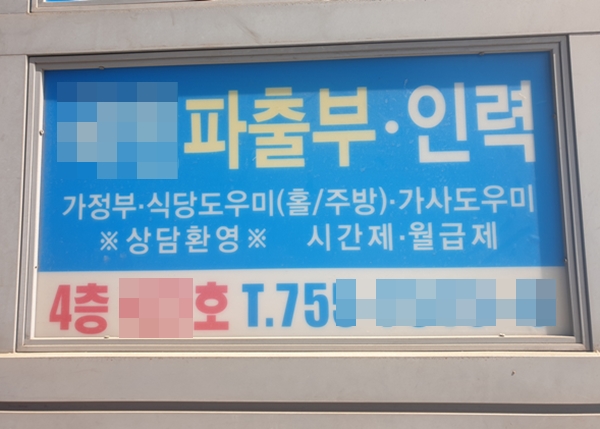 파출부·인력
가정부·식당도우미(홀/주방)·가사도우미
※상담환영※ 시간제·월급제
4층 호 T.755